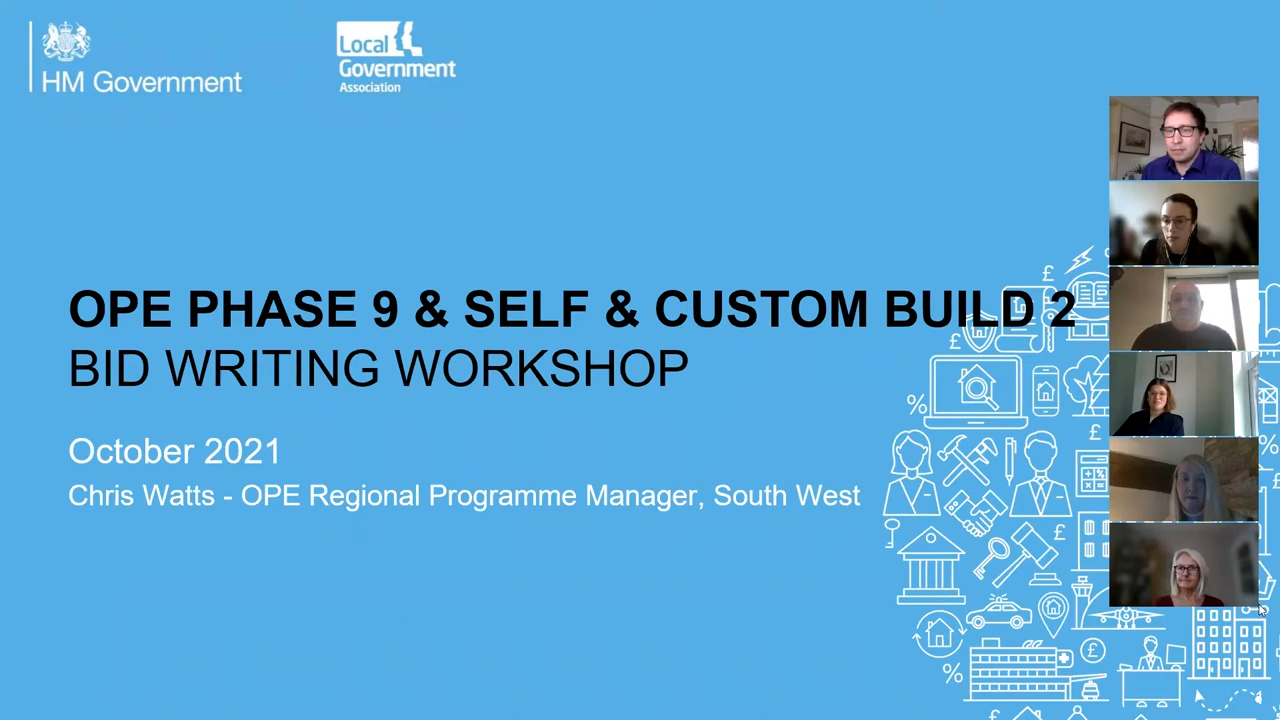 HM Government
Local
Government
Association
OPE PHASE 9 & SELF & CUSTOM BUILD 2
BID WRITING WORKSHOP
October 2021
Chris Watts - OPE Regional Programme Manager, South West
£
£
%
£
%
£
£
£
%
£